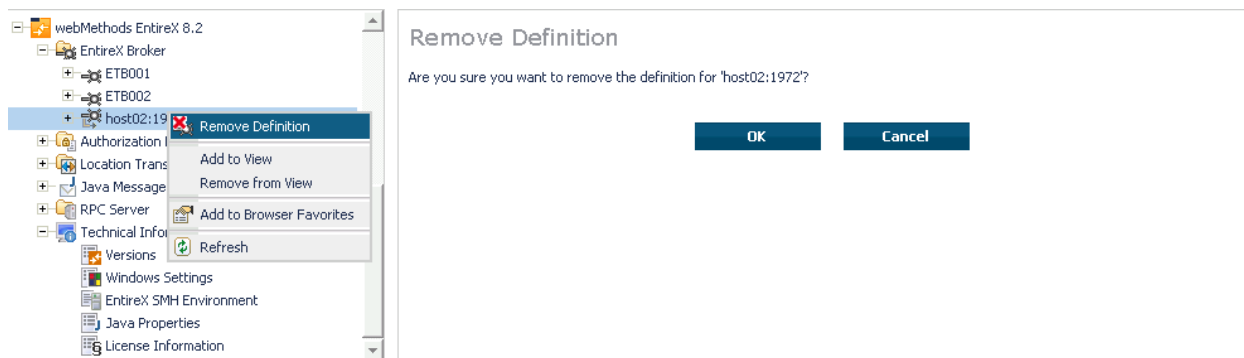 webMethods EntireX 8.2
EntireX Broker
ETB001
ETB002
host02:19
Authorization
Location Trans
Java Message
RPC Server
Technical Infor
Versions
Windows Settings
EntireX SMH Environment
Java Properties
License Information
Remove Definition
Add to View
Remove from View
Add to Browser Favorites
Refresh
Remove Definition
Are you sure you want to remove the definition for 'host02:1972'?
OK
Cancel